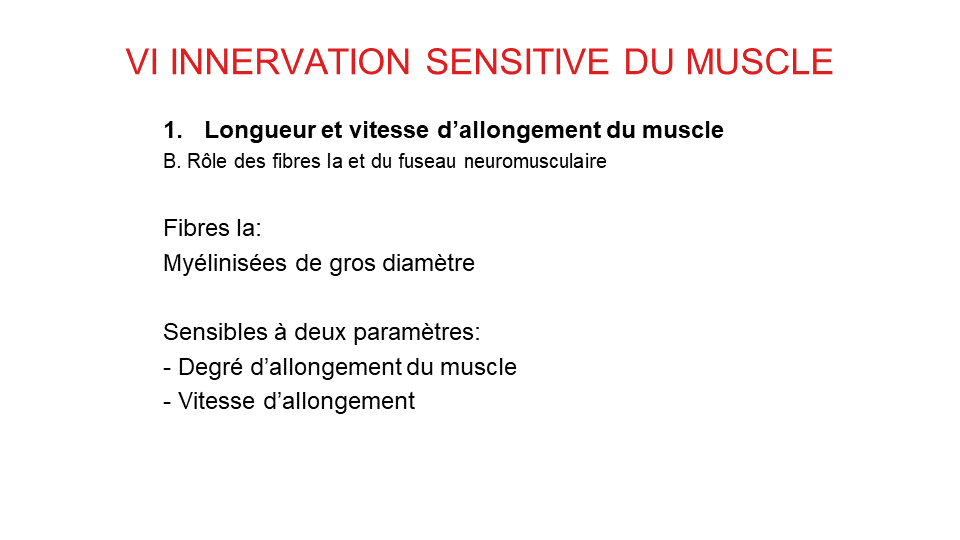 VI INNERVATION SENSITIVE DU MUSCLE
1. Longueur et vitesse d’allongement du muscle
B. Rôle des fibres Ia et du fuseau neuromusculaire
Fibres Ia:
Myélinisées de gros diamètre
Sensibles à deux paramètres:
- Degré d’allongement du muscle
- Vitesse d’allongement